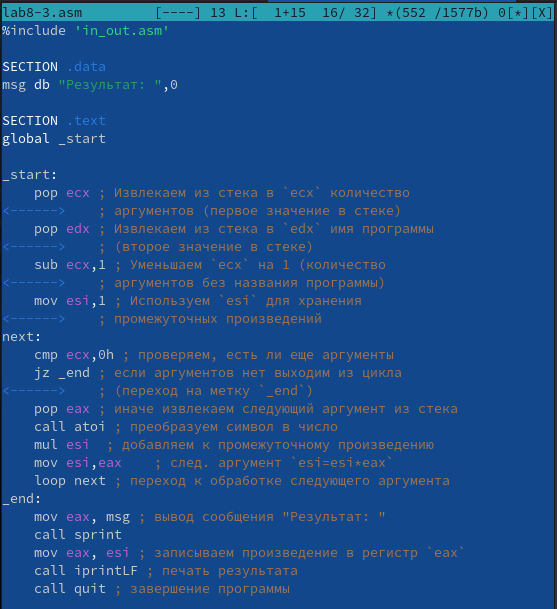 lab8-3.asm [----] 13 L:[ 1+15 16/ 32] *(552 /1577b) 0[*][X]
%include 'in_out.asm'
SECTION .data
msg db "Результат: ",0
SECTION .text
global _start
_start:
pop ecx ; Извлекаем из стека в `ecx` количество
<------> ; аргументов (первое значение в стеке)
pop edx ; Извлекаем из стека в `edx` имя программы
<------> ; (второе значение в стеке)
sub ecx,1 ; Уменьшаем `ecx` на 1 (количество
<------> ; аргументов без названия программы)
mov esi,1 ; Используем `esi` для хранения
<------> ; промежуточных произведений
next:
cmp ecx,0h ; проверяем, есть ли еще аргументы
jz _end ; если аргументов нет выходим из цикла
<------> ; (переход на метку `_end`)
pop eax ; иначе извлекаем следующий аргумент из стека
call atoi ; преобразуем символ в число
mul esi ; добавляем к промежуточному произведению
mov esi,eax ; след. аргумент `esi=esi*eax`
loop next ; переход к обработке следующего аргумента
_end:
mov eax, msg ; вывод сообщения "Результат: "
call sprint
mov eax, esi ; записываем произведение в регистр `eax`
call iprintLF ; печать результата
call quit ; завершение программы